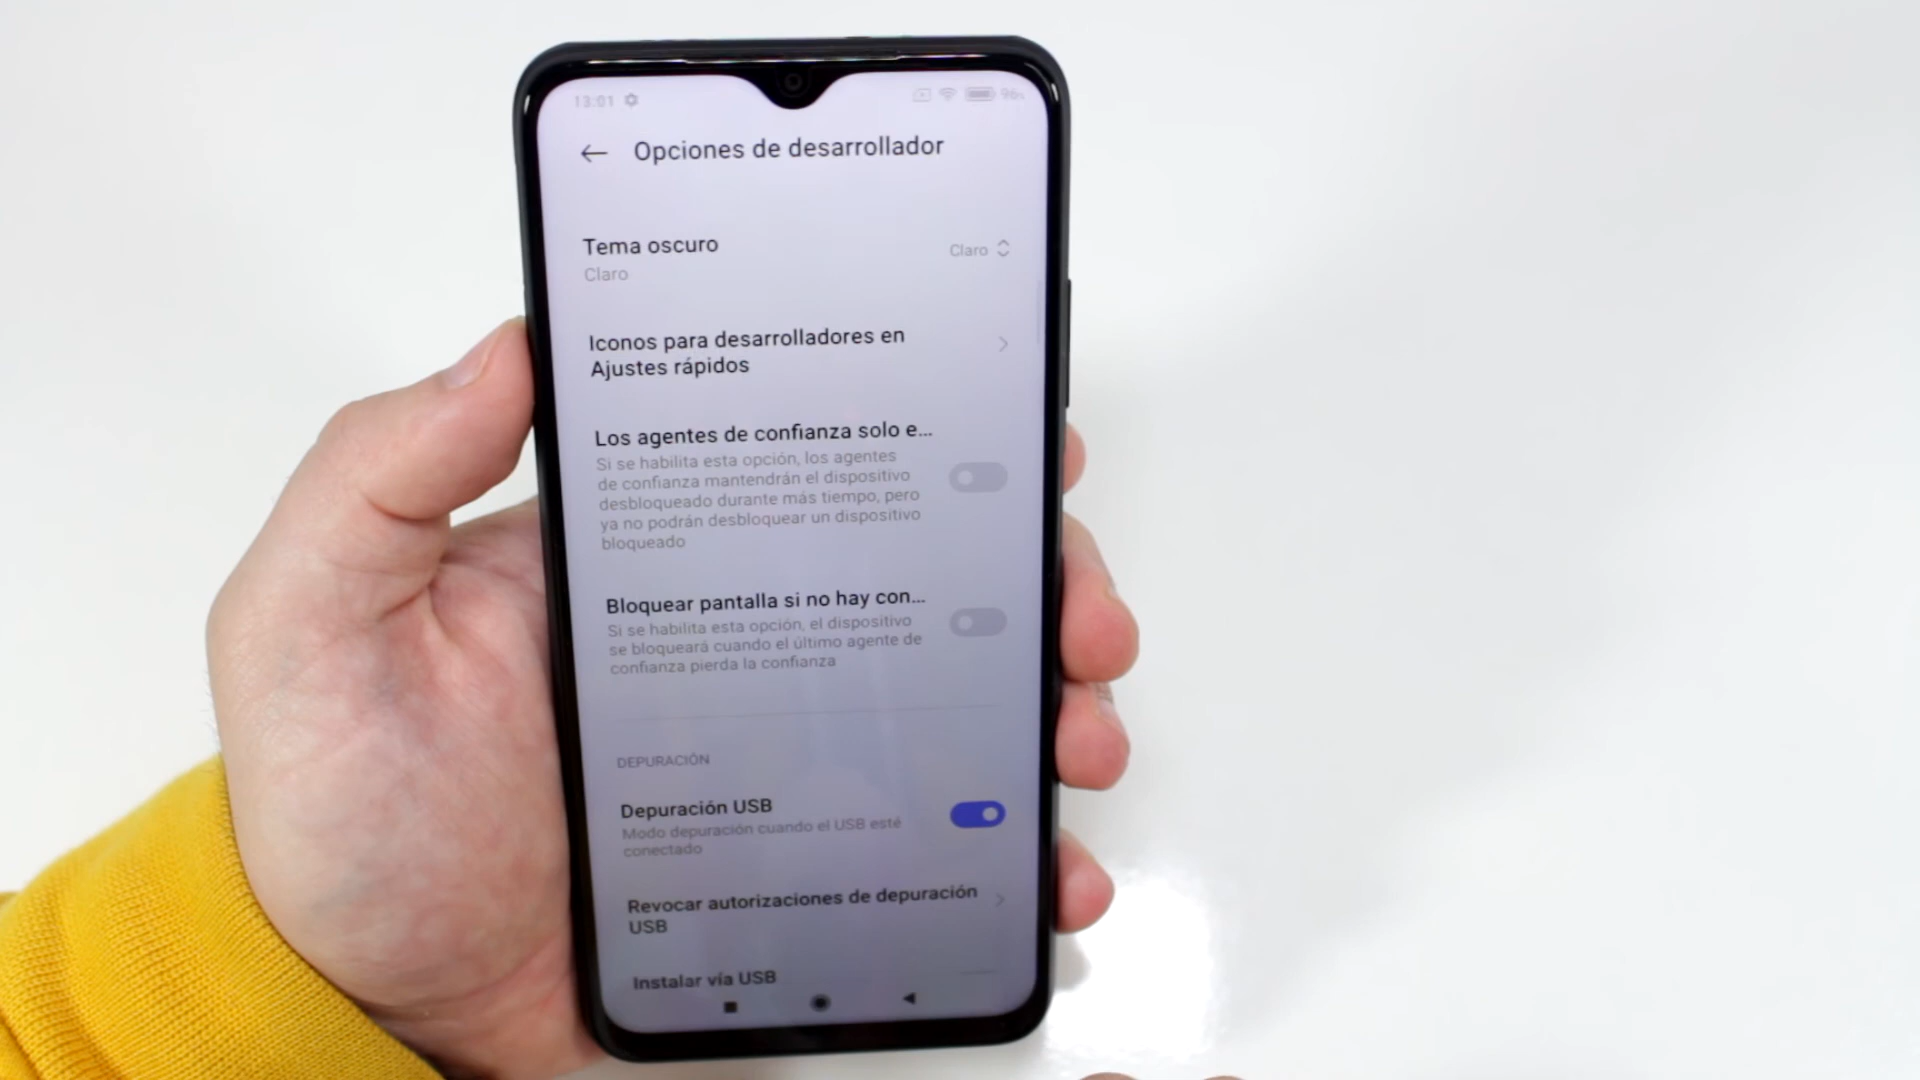 13:01
96%
Opciones de desarrollador
Tema oscuro
Claro
Claro
Iconos para desarrolladores en
Ajustes rápidos
Los agentes de confianza solo e...
Si se habilita esta opción, los agentes
de confianza mantendrán el dispositivo
desbloqueado durante más tiempo, pero
ya no podrán desbloquear un dispositivo
bloqueado
Bloquear pantalla si no hay con...
Si se habilita esta opción, el dispositivo
se bloqueará cuando el último agente de
confianza pierda la confianza
DEPURACIÓN
Depuración USB
Modo depuración cuando el USB esté
conectado
Revocar autorizaciones de depuración
USB
Instalar vía USB